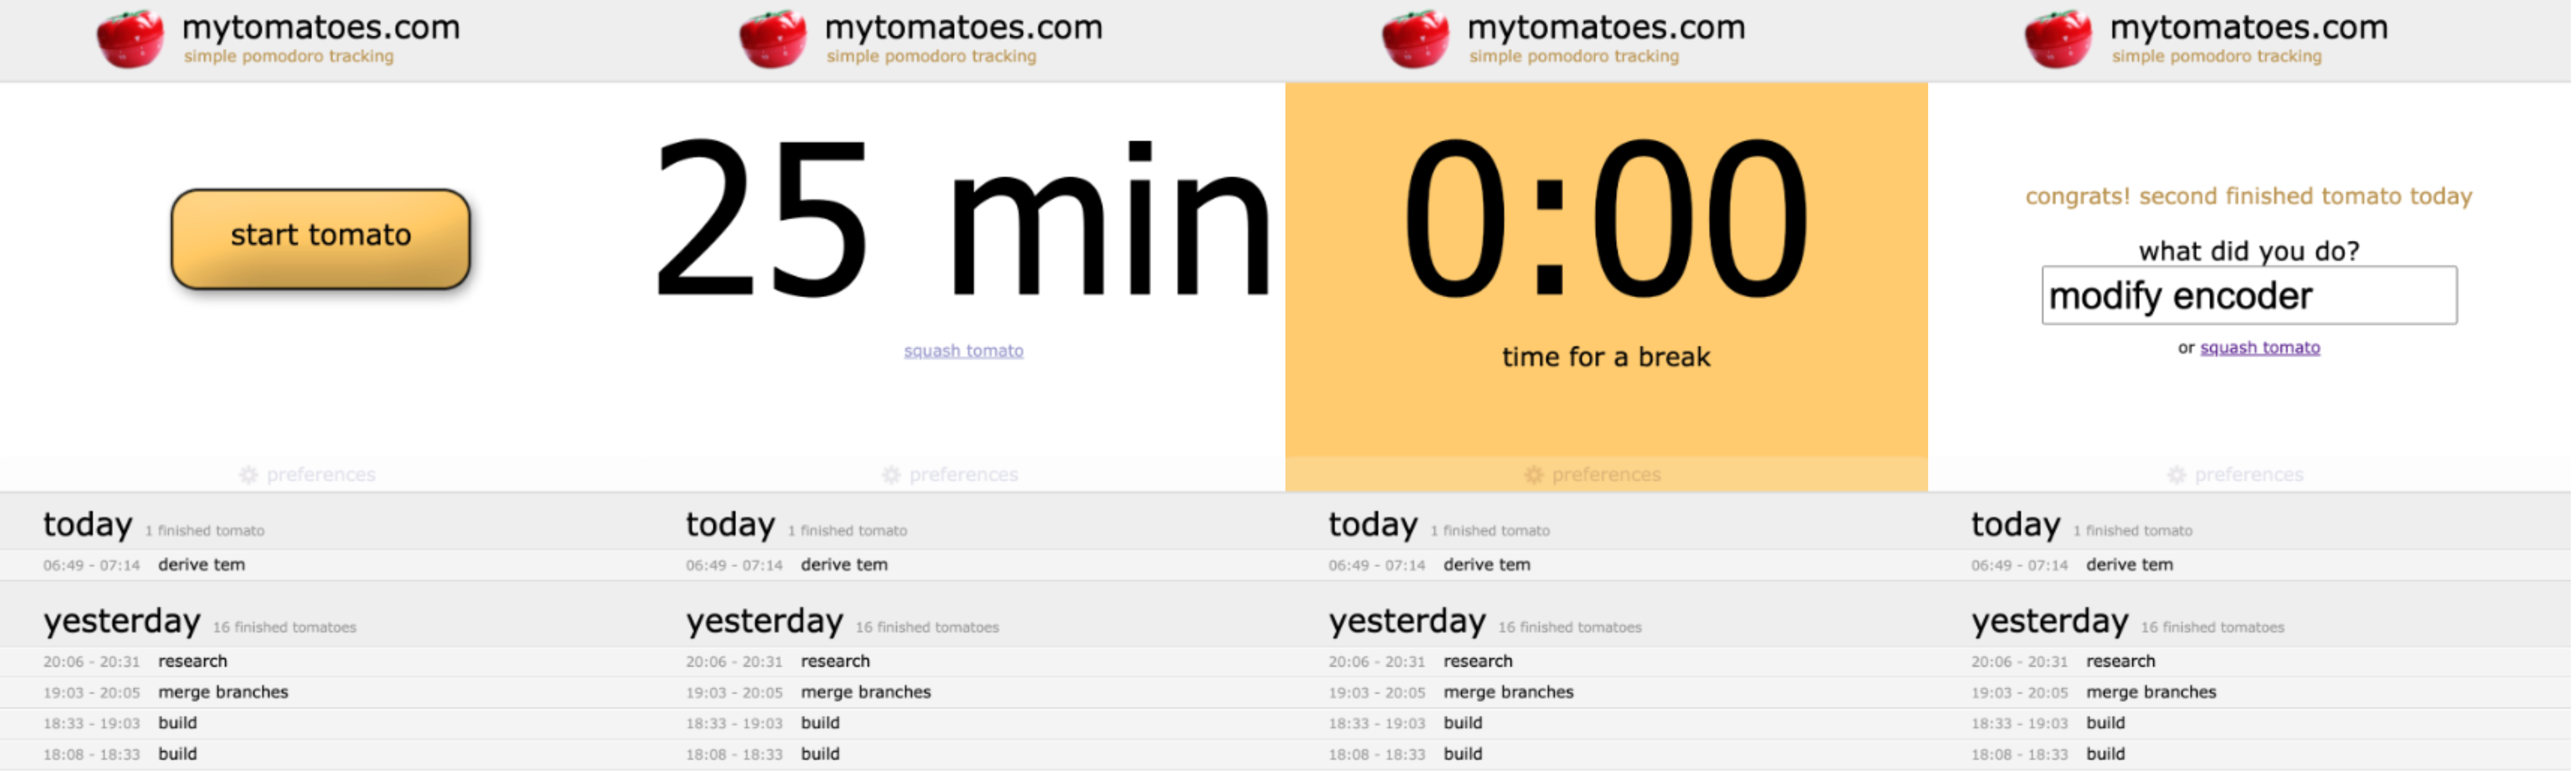 mytomatoes.com
simple pomodoro tracking
start tomato
preferences
today 1 finished tomato
06:49 - 07:14 derive tem
yesterday 16 finished tomatoes
20:06 - 20:31 research
19:03 - 20:05 merge branches
18:33 - 19:03 build
18:08 - 18:33 build
mytomatoes.com
simple pomodoro tracking
25 min
squash tomato
preferences
today 1 finished tomato
06:49 - 07:14 derive tem
yesterday 16 finished tomatoes
20:06 - 20:31 research
19:03 - 20:05 merge branches
18:33 - 19:03 build
18:08 - 18:33 build
mytomatoes.com
simple pomodoro tracking
0:00
time for a break
preferences
today 1 finished tomato
06:49 - 07:14 derive tem
yesterday 16 finished tomatoes
20:06 - 20:31 research
19:03 - 20:05 merge branches
18:33 - 19:03 build
18:08 - 18:33 build
mytomatoes.com
simple pomodoro tracking
congrats! second finished tomato today
what did you do?
modify encoder
or squash tomato
preferences
today 1 finished tomato
06:49 - 07:14 derive tem
yesterday 16 finished tomatoes
20:06 - 20:31 research
19:03 - 20:05 merge branches
18:33 - 19:03 build
18:08 - 18:33 build